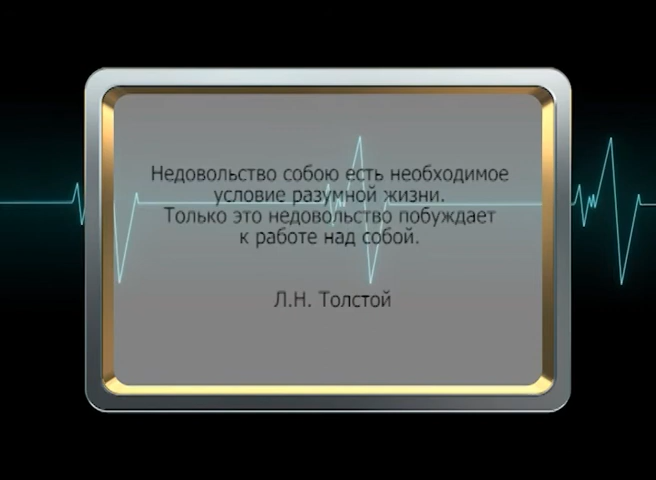 Недовольство собою есть необходимое
условие разумной жизни.
Только это недовольство побуждает
к работе над собой.
Л.Н. Толстой